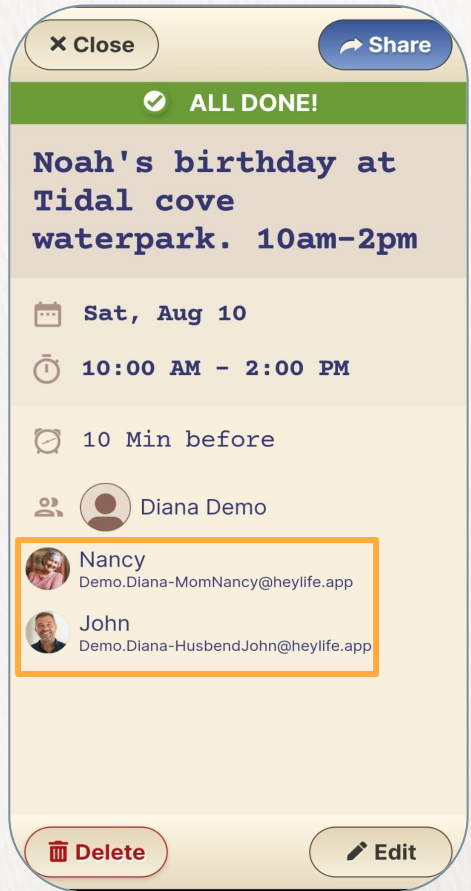 Close
Share
ALL DONE!
Noah's birthday at
Tidal cove
waterpark. 10am-2pm
Sat, Aug 10
10:00 AM - 2:00 PM
10 Min before
Diana Demo
Nancy
Demo.Diana-MomNancy@heylife.app
John
Demo.Diana-HusbendJohn@heylife.app
Delete
Edit